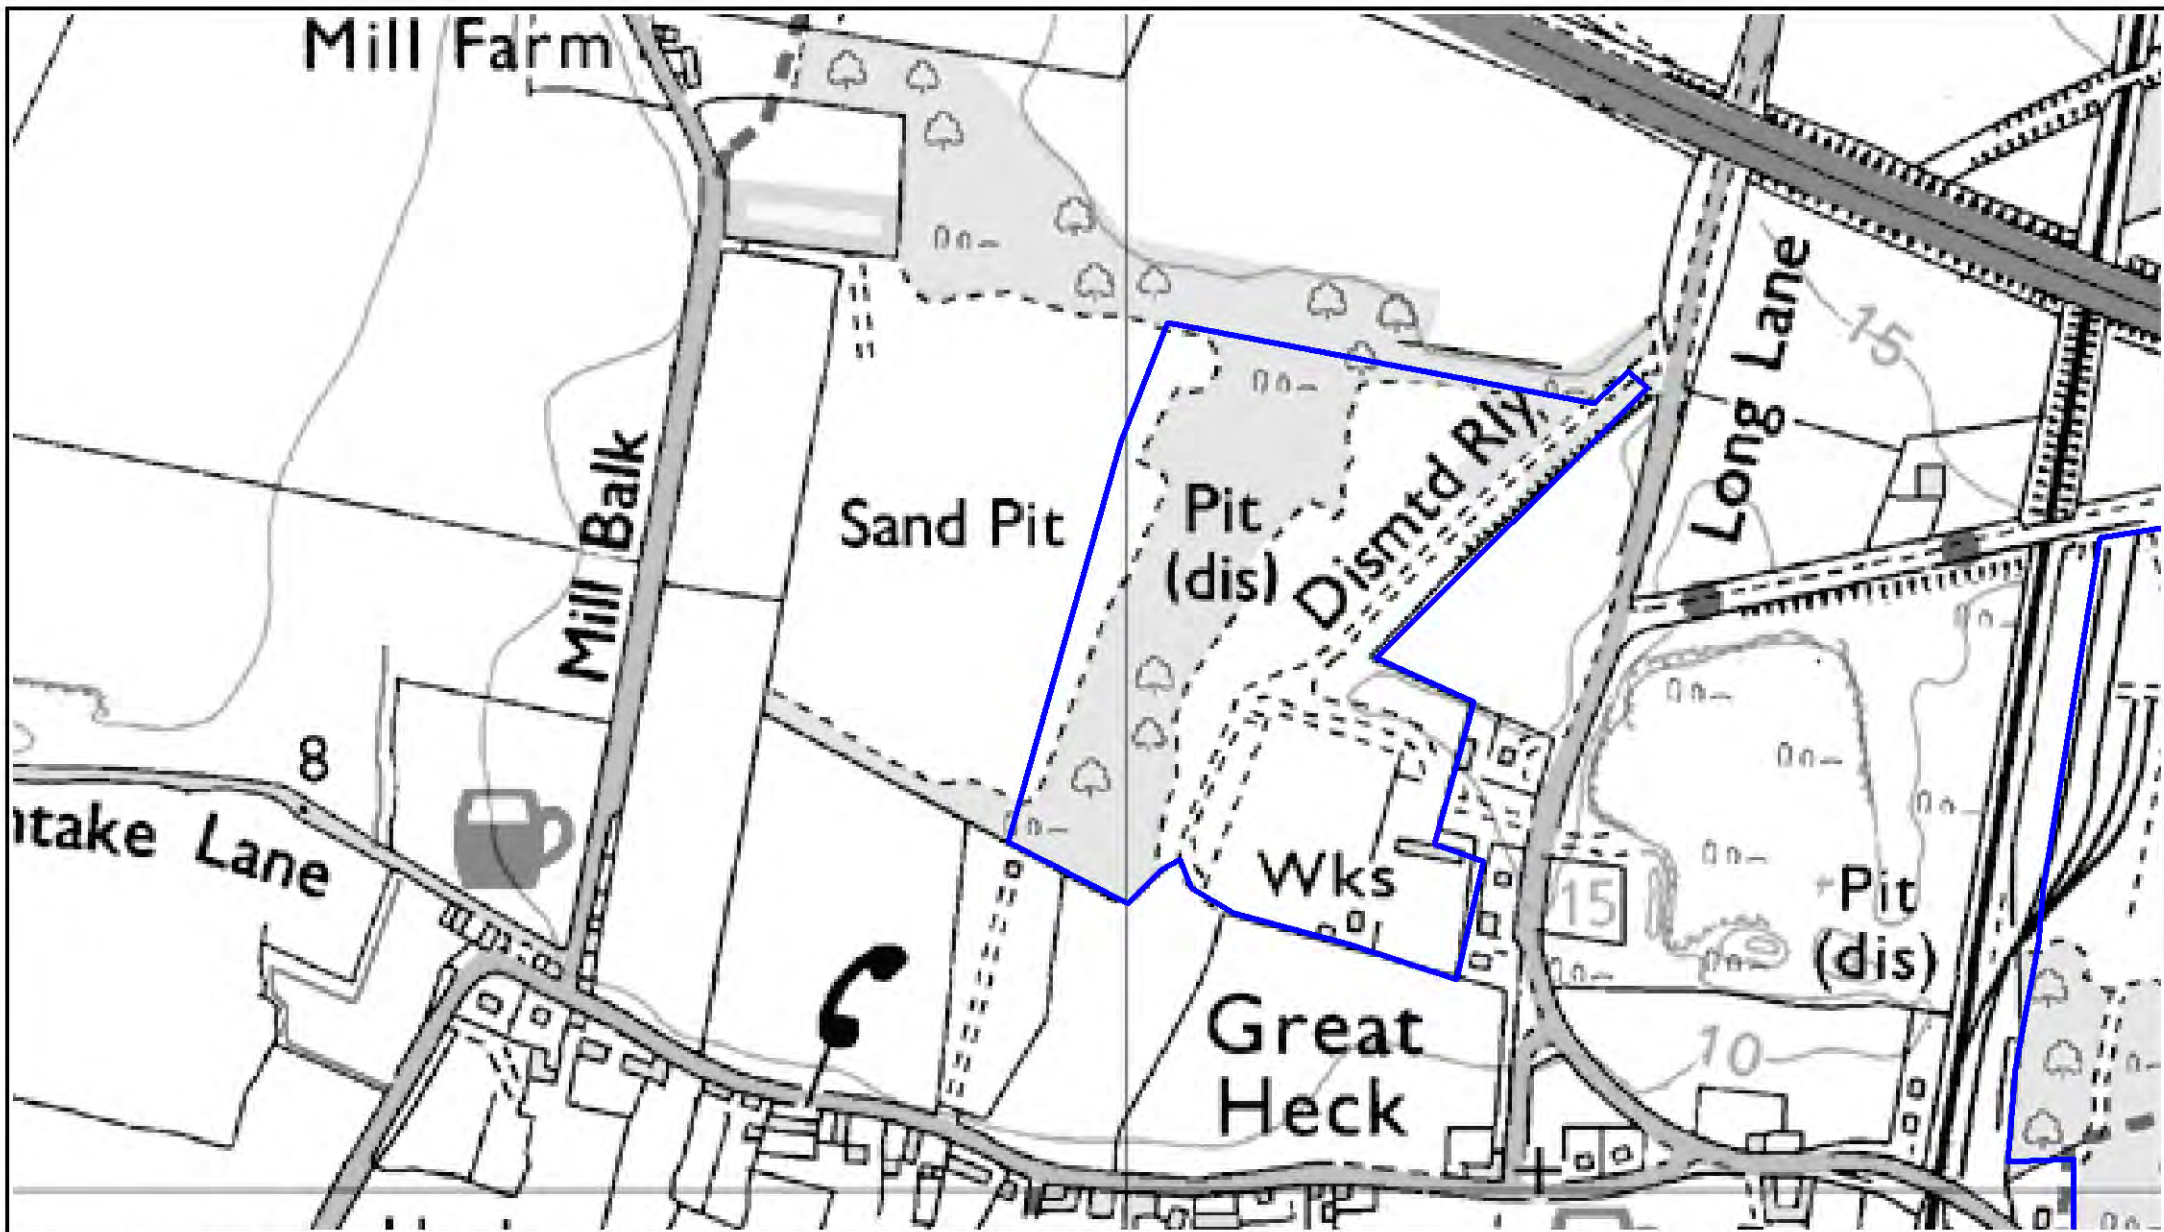 Mill Farm
Long Lane
15
Mill Balk
Sand Pit
Pit
(dis)
Dismtd Rly
8
ntake Lane
Wks
15
Pit
(dis)
Great
Heck
10